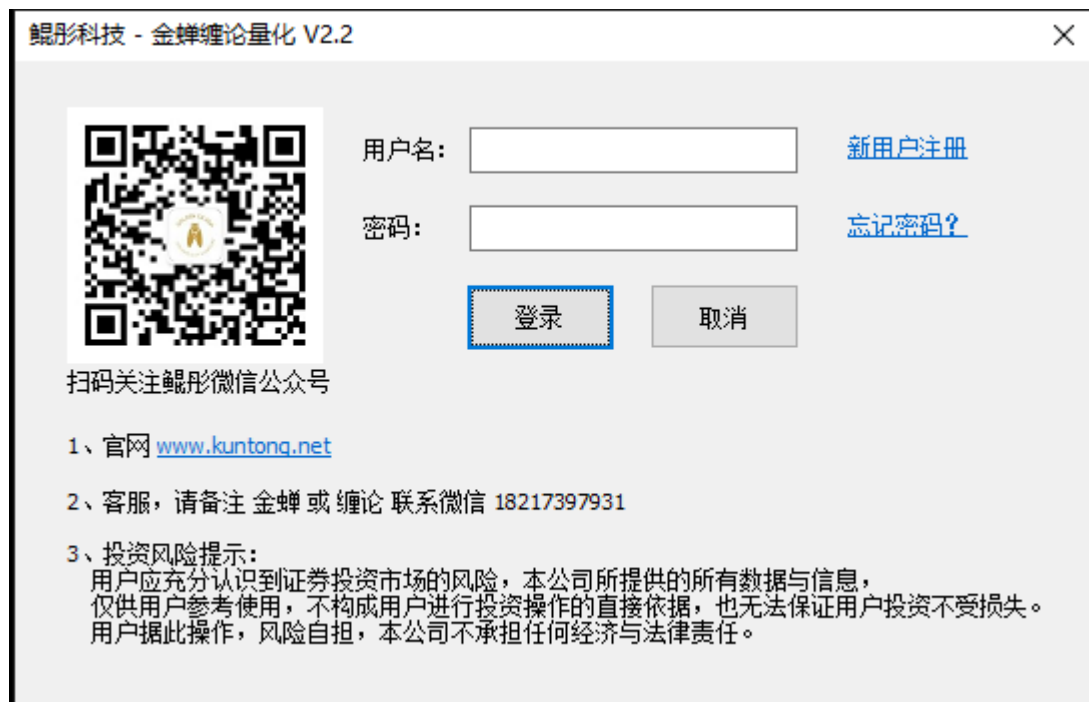 鲲彤科技 - 金蝉缠论量化 V2.2
用户名：
新用户注册
密码：
忘记密码？
登录
取消
扫码关注鲲彤微信公众号
1、官网 www.kuntong.net
2、客服，请备注 金蝉 或 缠论 联系微信 18217397931
3、投资风险提示：
用户应充分认识到证券投资市场的风险，本公司所提供的所有数据与信息，
仅供用户参考使用，不构成用户进行投资操作的直接依据，也无法保证用户投资不受损失。
用户据此操作，风险自担，本公司不承担任何经济与法律责任。